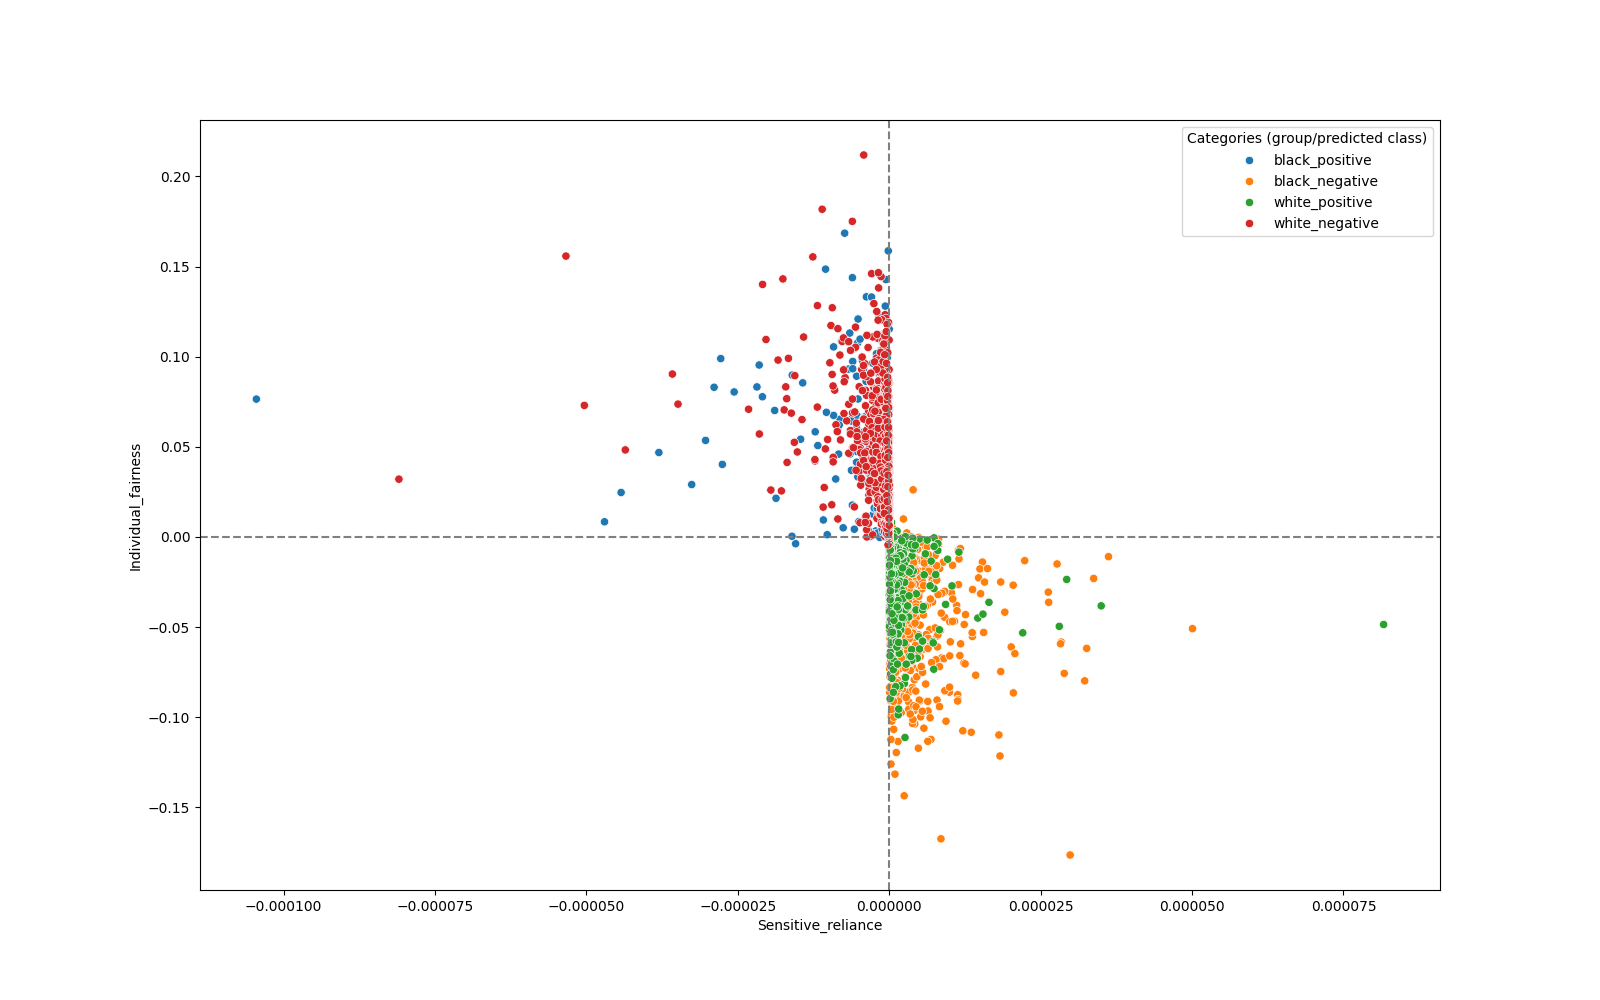 Categories (group/predicted class)
black_positive
black_negative
white_positive
white_negative
0.20
0.15
0.10
0.05
0.00
−0.05
−0.10
−0.15
Individual_fairness
−0.000100 −0.000075 −0.000050 −0.000025 0.000000 0.000025 0.000050 0.000075
Sensitive_reliance